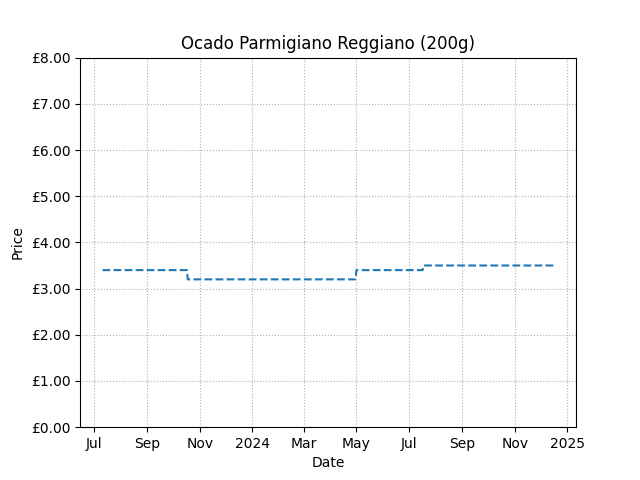 Ocado Parmigiano Reggiano (200g)
£8.00
£7.00
£6.00
£5.00
£4.00
£3.00
£2.00
£1.00
£0.00
Price
Jul Sep Nov 2024 Mar May Jul Sep Nov 2025
Date